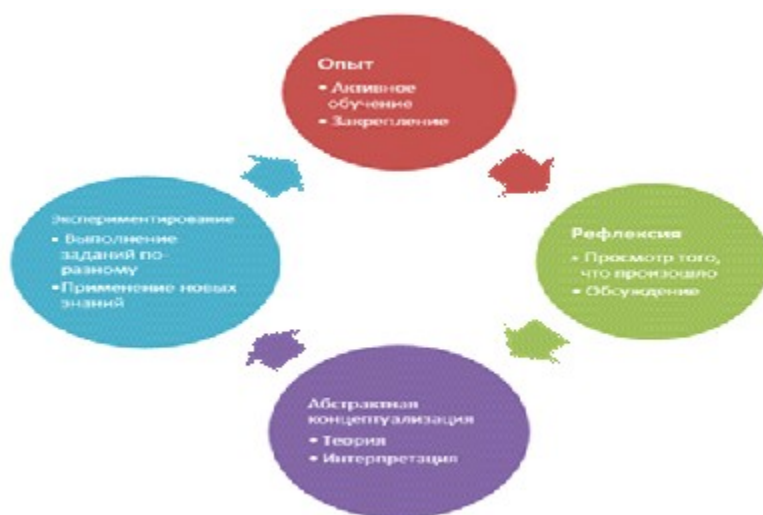 Опыт
• Активное
обучение
• Закрепление
Рефлексия
• Просмотр того,
что произошло
• Обсуждение
Абстрактная
концептуализация
• Теория
• Интерпретация
Экспериментирование
• Выполнение
заданий по-
разному
•Применение новых
знаний